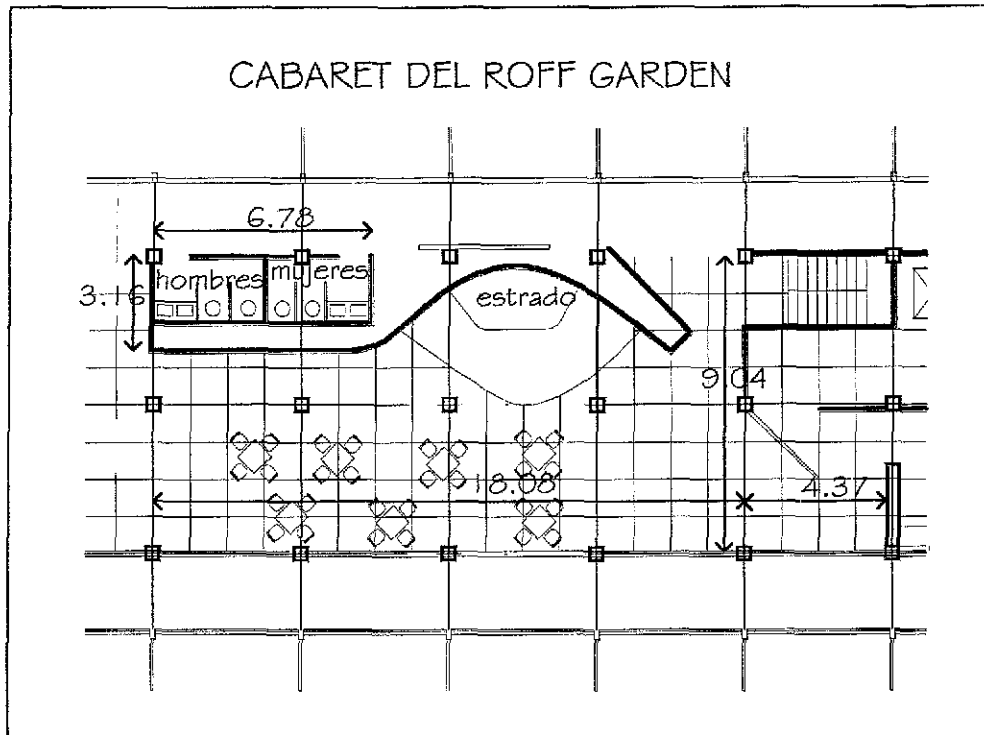 CABARET DEL ROFF GARDEN
6.78
hombres
mujeres
3.16
estrado
9.04
18.08
4.37